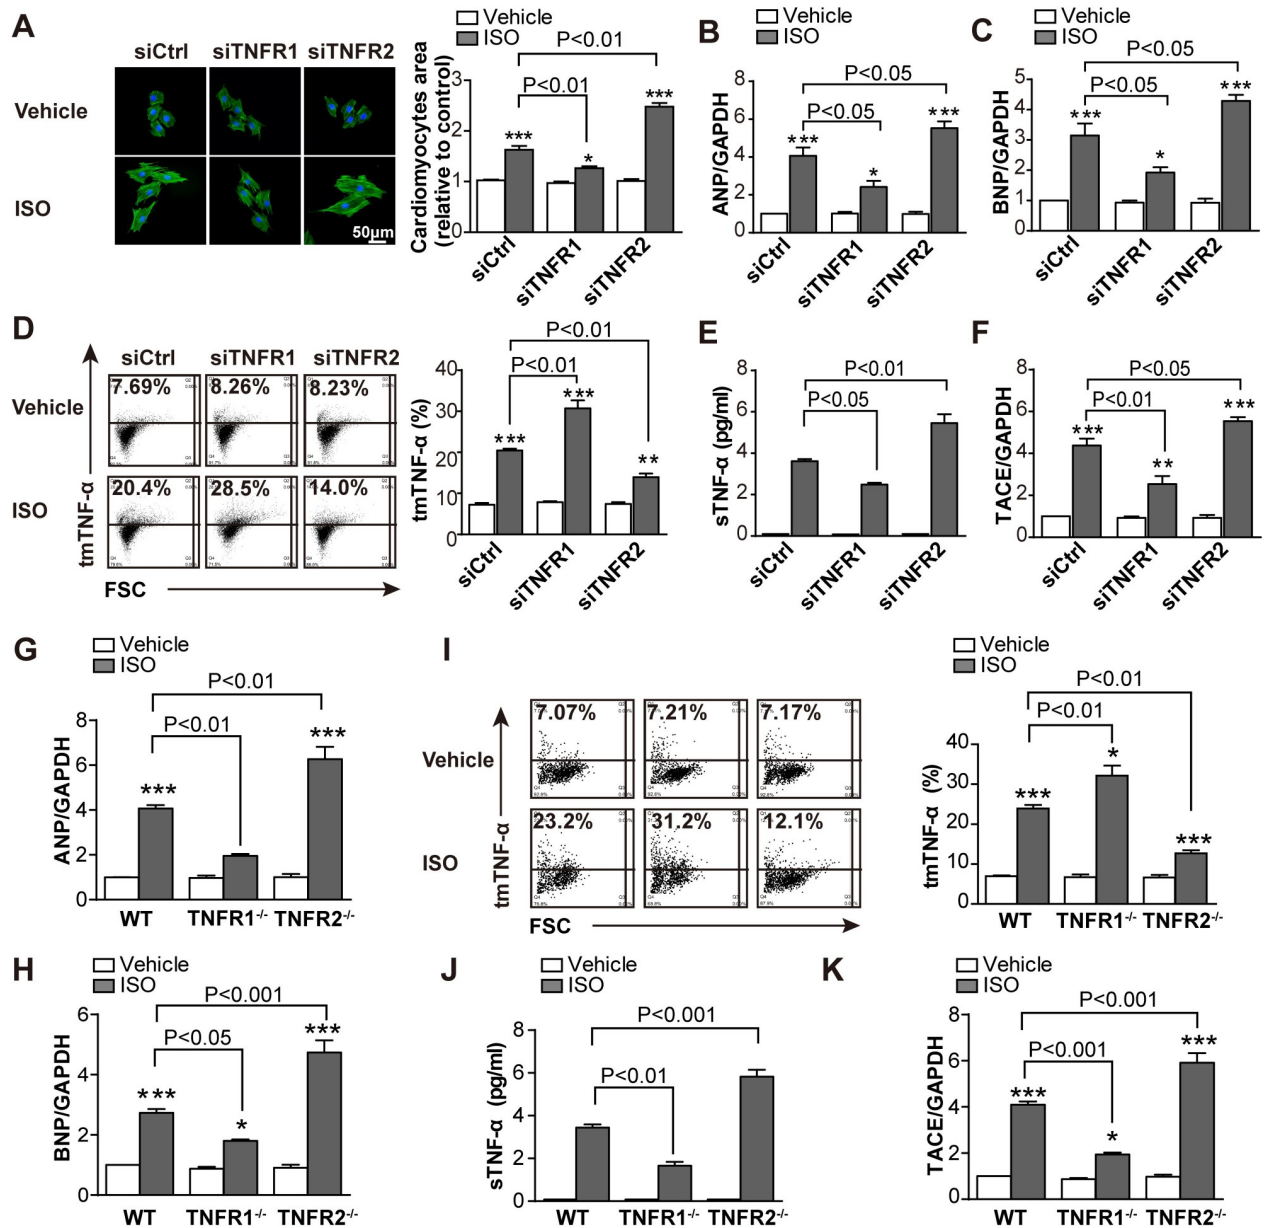 A
siCtrl siTNFR1 siTNFR2
Vehicle
ISO
50μm
Vehicle
ISO
P<0.01
P<0.01
Cardiomyocytes area
(relative to control)
3
2
1
0
*** * ***
siCtrl siTNFR1 siTNFR2
B
Vehicle
ISO
P<0.05
P<0.05
ANP/GAPDH
8
6
4
2
0
*** * ***
siCtrl siTNFR1 siTNFR2
C
Vehicle
ISO
P<0.05
P<0.05
BNP/GAPDH
5
4
3
2
1
0
*** * ***
siCtrl siTNFR1 siTNFR2
D
siCtrl siTNFR1 siTNFR2
Vehicle
7.69% 8.26% 8.23%
ISO
20.4% 28.5% 14.0%
tmTNF-α
FSC
P<0.01
P<0.01
tmTNF-α (%)
40
30
20
10
0
*** *** **
siCtrl siTNFR1 siTNFR2
E
P<0.01
P<0.05
sTNF-α (pg/ml)
8
6
4
2
0
siCtrl siTNFR1 siTNFR2
F
P<0.05
P<0.01
TACE/GAPDH
8
6
4
2
0
*** ** ***
siCtrl siTNFR1 siTNFR2
G
Vehicle
ISO
P<0.01
P<0.01
ANP/GAPDH
8
6
4
2
0
*** ***
WT TNFR1-/- TNFR2-/-
I
Vehicle
7.07% 7.21% 7.17%
ISO
23.2% 31.2% 12.1%
tmTNF-α
FSC
Vehicle
ISO
P<0.01
P<0.01
tmTNF-α (%)
40
30
20
10
0
*** * ***
WT TNFR1-/- TNFR2-/-
H
Vehicle
ISO
P<0.001
P<0.05
BNP/GAPDH
6
4
2
0
*** * ***
WT TNFR1-/- TNFR2-/-
J
Vehicle
ISO
P<0.001
P<0.01
sTNF-α (pg/ml)
8
6
4
2
0
WT TNFR1-/- TNFR2-/-
K
Vehicle
ISO
P<0.001
P<0.001
TACE/GAPDH
8
6
4
2
0
*** * ***
WT TNFR1-/- TNFR2-/-